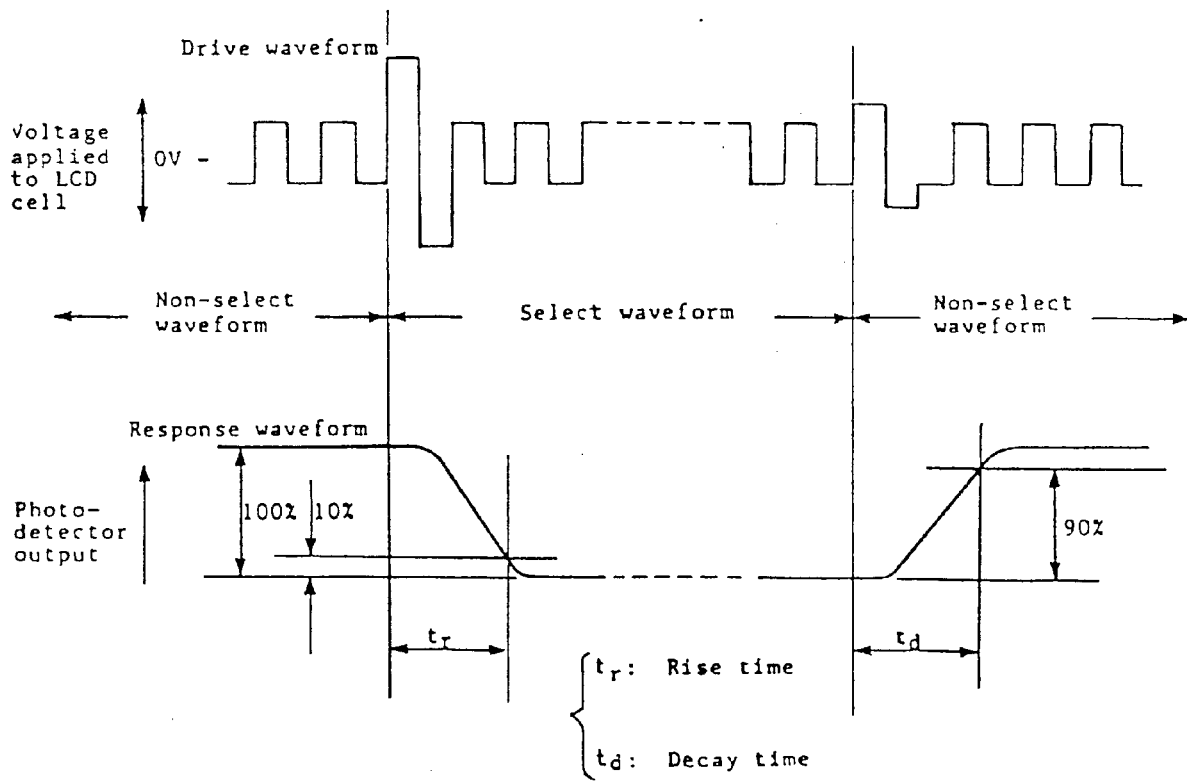 Drive waveform
Voltage
applied
to LCD
cell
0V -
Non-select
waveform
Select waveform
Non-select
waveform
Response waveform
Photo-
detector
output
100%
10%
90%
tr
td
tr: Rise time
td: Decay time